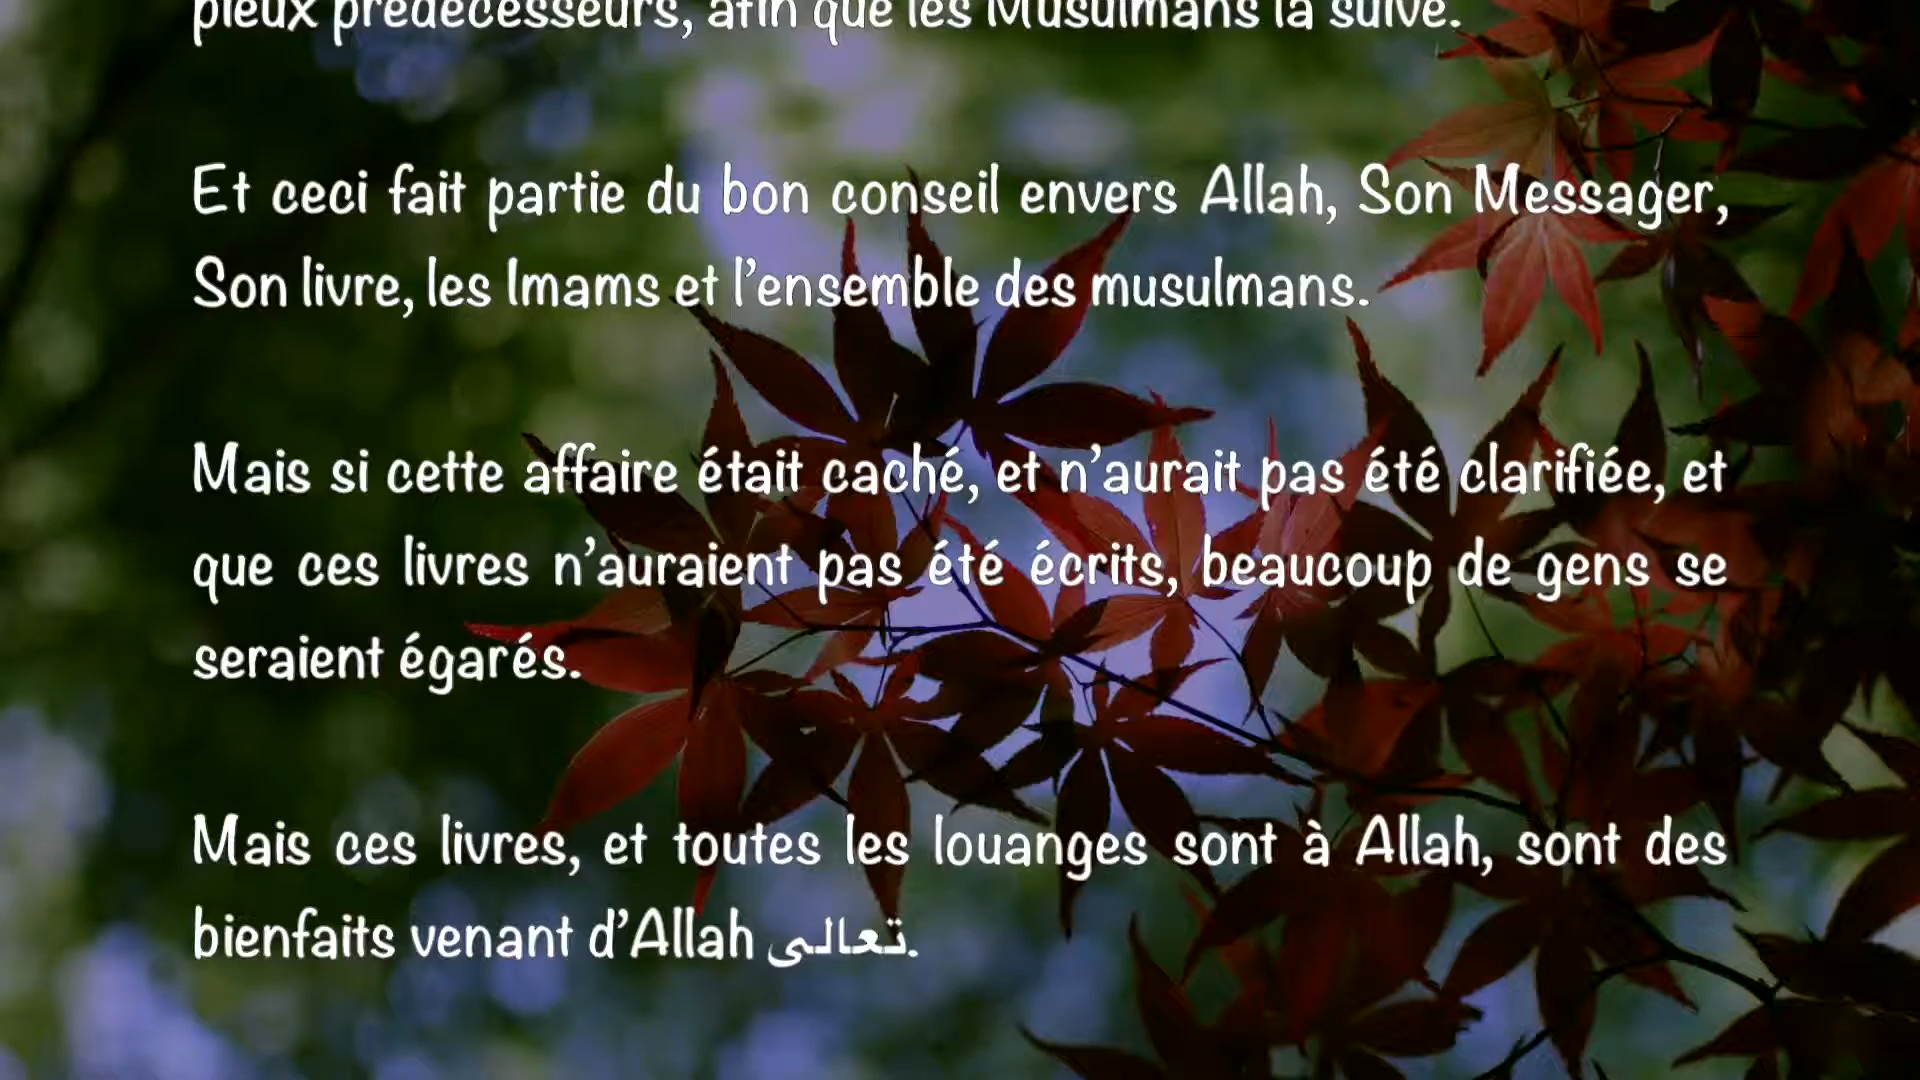 pieux prédécesseurs, afin que les Musulmans la suive.
Et ceci fait partie du bon conseil envers Allah, Son Messager,
Son livre, les Imams et l’ensemble des musulmans.
Mais si cette affaire était caché, et n’aurait pas été clarifiée, et
que ces livres n’auraient pas été écrits, beaucoup de gens se
seraient égarés.
Mais ces livres, et toutes les louanges sont à Allah, sont des
bienfaits venant d’Allah تعالى.